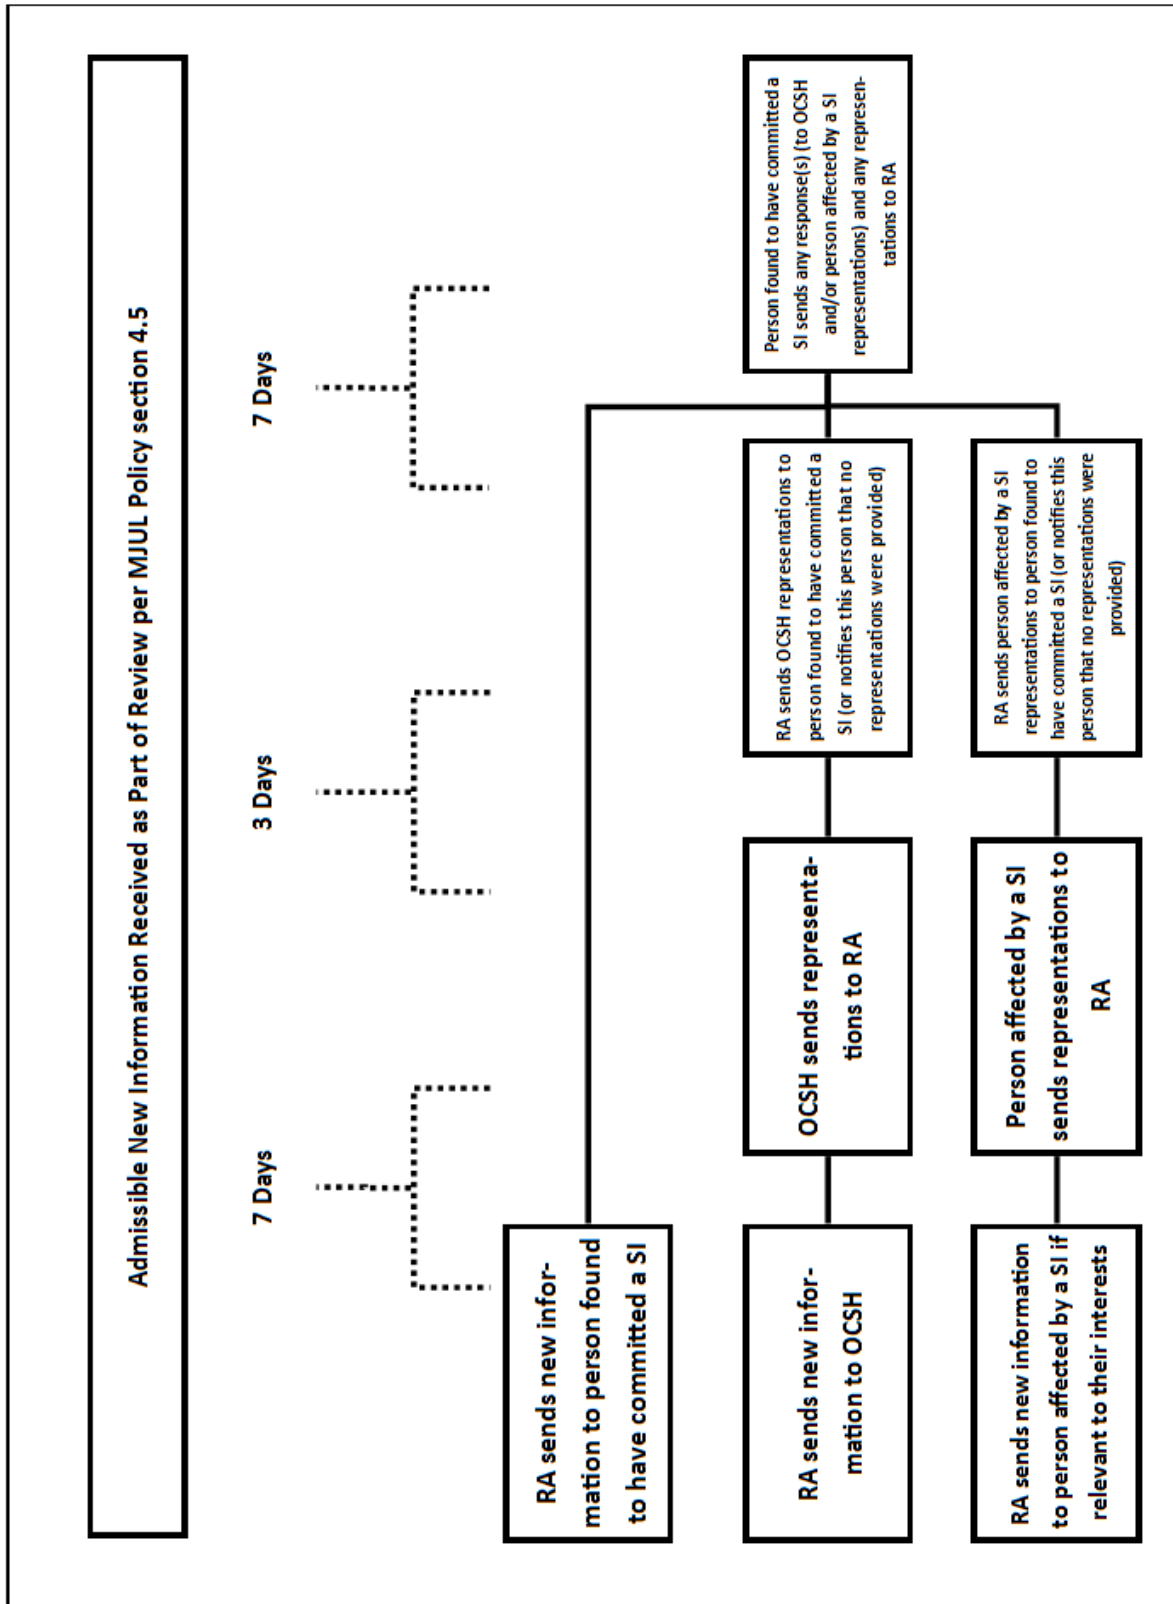 Admissible New Information Received as Part of Review per MJUL Policy section 4.5
7 Days
3 Days
7 Days
RA sends new infor-
mation to person found
to have committed a SI
RA sends new infor-
mation to OCSH
OCSH sends representa-
tions to RA
RA sends OCSH representations to
person found to have committed a
SI (or notifies this person that no
representations were provided)
Person found to have committed a
SI sends any response(s) (to OCSH
and/or person affected by a SI
representations) and any represen-
tations to RA
RA sends new information
to person affected by a SI if
relevant to their interests
Person affected by a SI
sends representations to
RA
RA sends person affected by a SI
representations to person found to
have committed a SI (or notifies this
person that no representations were
provided)